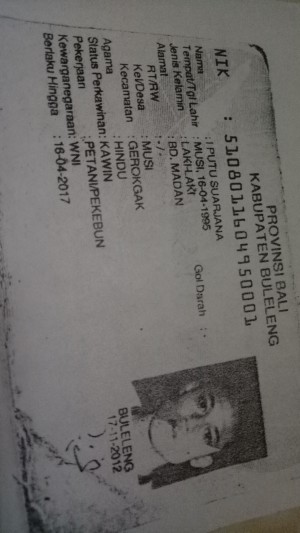 PROVINSI BALI
KABUPATEN BULELENG
NIK : 5108011604950001
Nama : PUTU SUARJANA
Tempat/Tgl Lahir : MUSI, 16-04-1995
Jenis Kelamin : LAKI-LAKI Gol Darah : -
Alamat : BD. MADAN
RT/RW : -/-
Kel/Desa : MUSI
Kecamatan : GEROKGAK
Agama : HINDU
Status Perkawinan: KAWIN
Pekerjaan : PETANI/PEKEBUN
Kewarganegaraan: WNI
Berlaku Hingga : 16-04-2017
BULELENG
17-11-2012